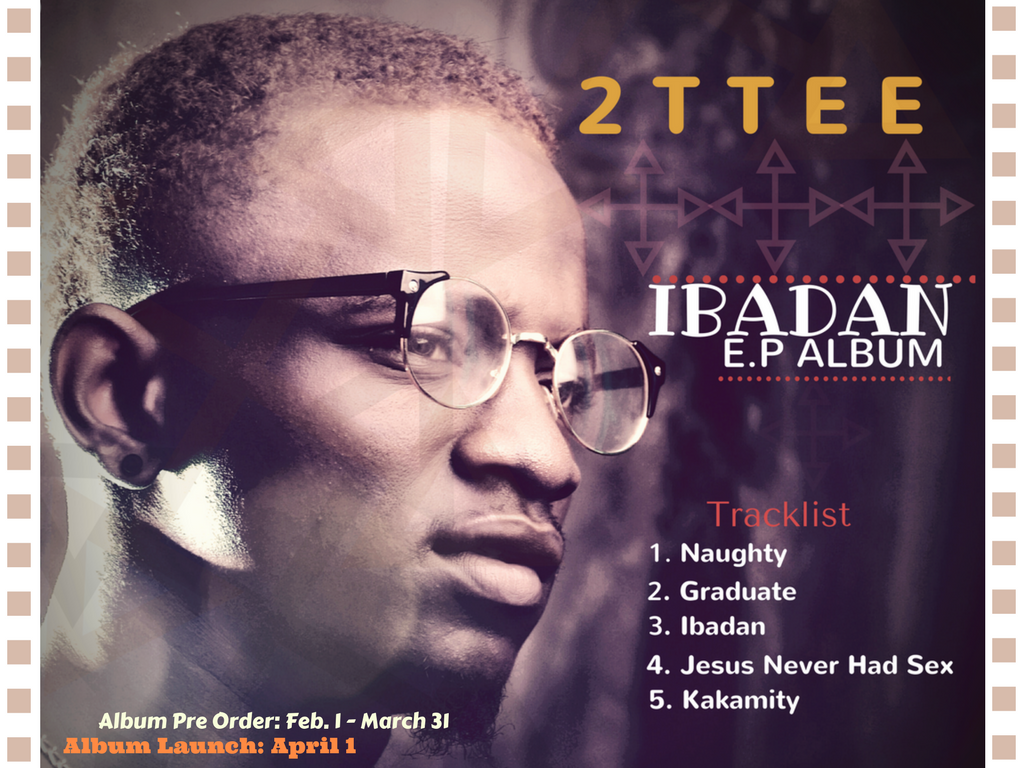 2TTEE
IBADAN
E.P ALBUM
Tracklist
1. Naughty
2. Graduate
3. Ibadan
4. Jesus Never Had Sex
5. Kakamity
Album Pre Order: Feb. 1 - March 31
Album Launch: April 1